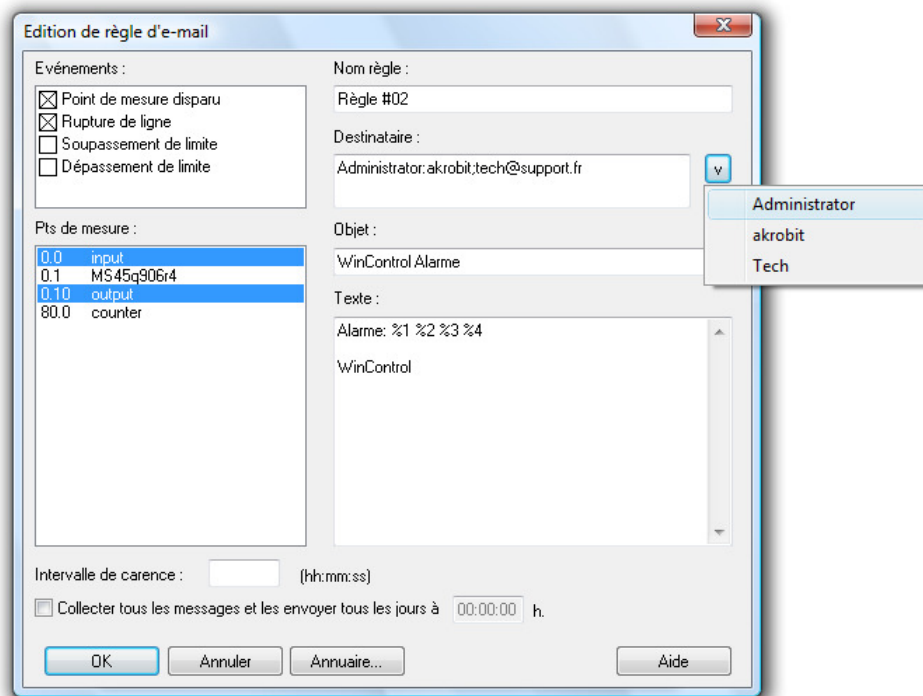 Edition de règle d'e-mail
Evénements :
Point de mesure disparu
Rupture de ligne
Soupassement de limite
Dépassement de limite
Nom règle :
Règle #02
Destinataire :
Administrator:akrobit;tech@support.fr
v
Administrator
akrobit
Tech
Pts de mesure :
0.0 input
0.1 MS45q906r4
0.10 output
80.0 counter
Objet :
WinControl Alarme
Texte :
Alarme: %1 %2 %3 %4
WinControl
Intervalle de carence : (hh:mm:ss)
Collecter tous les messages et les envoyer tous les jours à 00:00:00 h.
OK Annuler Annuaire... Aide